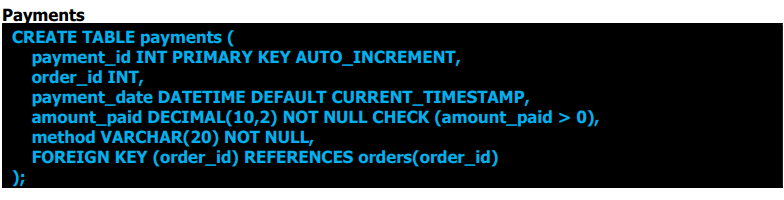 Payments
CREATE TABLE payments (
payment_id INT PRIMARY KEY AUTO_INCREMENT,
order_id INT,
payment_date DATETIME DEFAULT CURRENT_TIMESTAMP,
amount_paid DECIMAL(10,2) NOT NULL CHECK (amount_paid > 0),
method VARCHAR(20) NOT NULL,
FOREIGN KEY (order_id) REFERENCES orders(order_id)
);